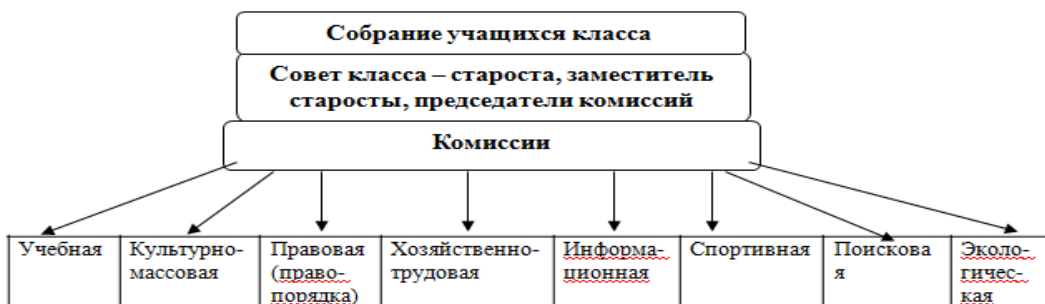 Собрание учащихся класса
Совет класса – староста, заместитель
старосты, председатели комиссий
Комиссии
Учебная
Культурно-
массовая
Правовая
(право-
порядка)
Хозяйственно-
трудовая
Информа-
ционная
Спортивная
Поискова
я
Эколо-
гичес-
кая